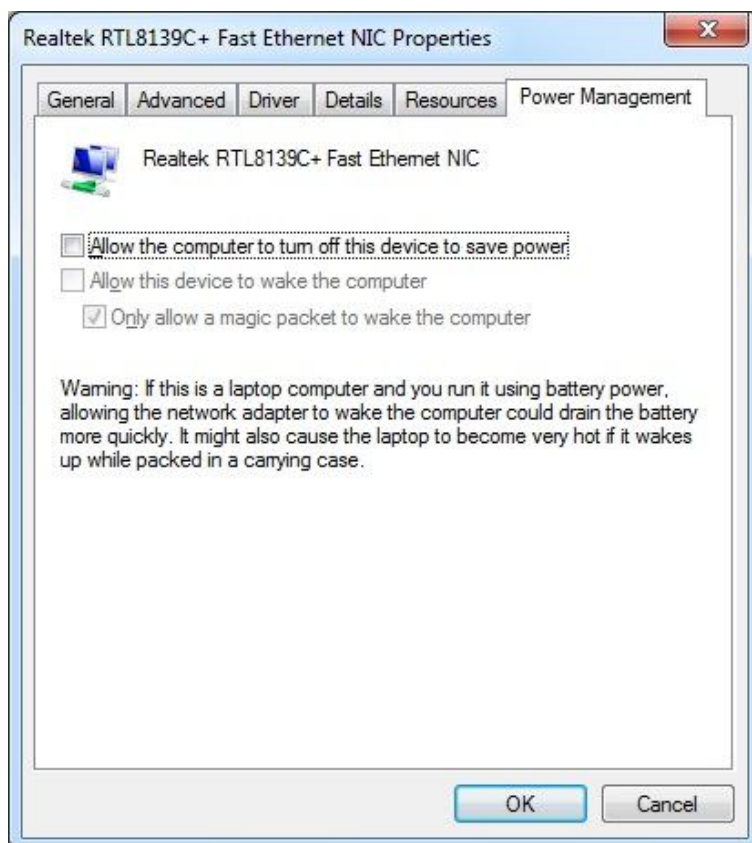 Realtek RTL8139C+ Fast Ethernet NIC Properties
General Advanced Driver Details Resources Power Management
Realtek RTL8139C+ Fast Ethernet NIC
Allow the computer to turn off this device to save power
Allow this device to wake the computer
Only allow a magic packet to wake the computer
Warning: If this is a laptop computer and you run it using battery power,
allowing the network adapter to wake the computer could drain the battery
more quickly. It might also cause the laptop to become very hot if it wakes
up while packed in a carrying case.
OK Cancel